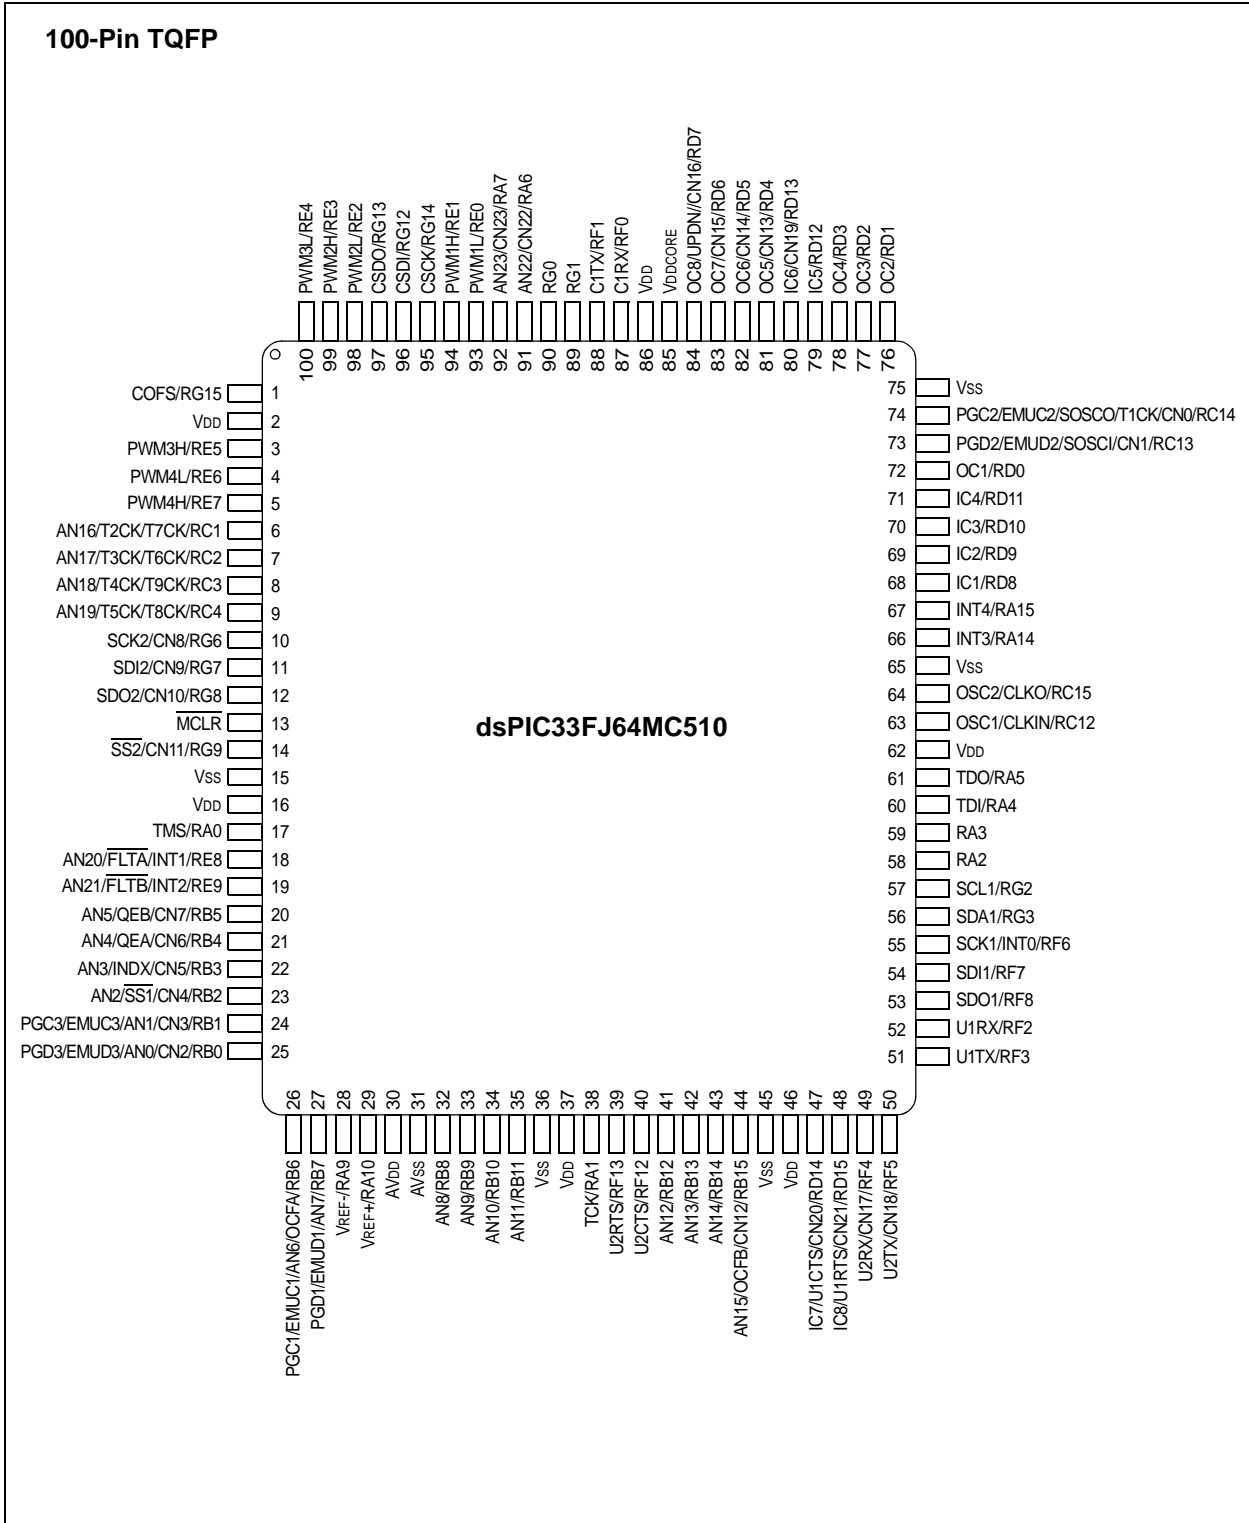 100-Pin TQFP
PWM3L/RE4
PWM2H/RE3
PWM2L/RE2
CSDO/RG13
CSDI/RG12
CSCK/RG14
PWM1H/RE1
PWM1L/RE0
AN23/CN23/RA7
AN22/CN22/RA6
RG0
RG1
C1TX/RF1
C1RX/RF0
VDD
VDDCORE
OC8/UPDN//CN16/RD7
OC7/CN15/RD6
OC6/CN14/RD5
OC5/CN13/RD4
IC6/CN19/RD13
IC5/RD12
OC4/RD3
OC3/RD2
OC2/RD1
100 99 98 97 96 95 94 93 92 91 90 89 88 87 86 85 84 83 82 81 80 79 78 77 76
COFS/RG15 1
VDD 2
PWM3H/RE5 3
PWM4L/RE6 4
PWM4H/RE7 5
AN16/T2CK/T7CK/RC1 6
AN17/T3CK/T6CK/RC2 7
AN18/T4CK/T9CK/RC3 8
AN19/T5CK/T8CK/RC4 9
SCK2/CN8/RG6 10
SDI2/CN9/RG7 11
SDO2/CN10/RG8 12
MCLR 13
SS2/CN11/RG9 14
VSS 15
VDD 16
TMS/RA0 17
AN20/FLTA/INT1/RE8 18
AN21/FLTB/INT2/RE9 19
AN5/QEB/CN7/RB5 20
AN4/QEA/CN6/RB4 21
AN3/INDX/CN5/RB3 22
AN2/SS1/CN4/RB2 23
PGC3/EMUC3/AN1/CN3/RB1 24
PGD3/EMUD3/AN0/CN2/RB0 25
dsPIC33FJ64MC510
75 VSS
74 PGC2/EMUC2/SOSCO/T1CK/CN0/RC14
73 PGD2/EMUD2/SOSCI/CN1/RC13
72 OC1/RD0
71 IC4/RD11
70 IC3/RD10
69 IC2/RD9
68 IC1/RD8
67 INT4/RA15
66 INT3/RA14
65 VSS
64 OSC2/CLKO/RC15
63 OSC1/CLKIN/RC12
62 VDD
61 TDO/RA5
60 TDI/RA4
59 RA3
58 RA2
57 SCL1/RG2
56 SDA1/RG3
55 SCK1/INT0/RF6
54 SDI1/RF7
53 SDO1/RF8
52 U1RX/RF2
51 U1TX/RF3
26 27 28 29 30 31 32 33 34 35 36 37 38 39 40 41 42 43 44 45 46 47 48 49 50
PGC1/EMUC1/AN6/OCFA/RB6
PGD1/EMUD1/AN7/RB7
VREF-/RA9
VREF+/RA10
AVDD
AVSS
AN8/RB8
AN9/RB9
AN10/RB10
AN11/RB11
VSS
VDD
TCK/RA1
U2RTS/RF13
U2CTS/RF12
AN12/RB12
AN13/RB13
AN14/RB14
AN15/OCFB/CN12/RB15
VSS
VDD
IC7/U1CTS/CN20/RD14
IC8/U1RTS/CN21/RD15
U2RX/CN17/RF4
U2TX/CN18/RF5